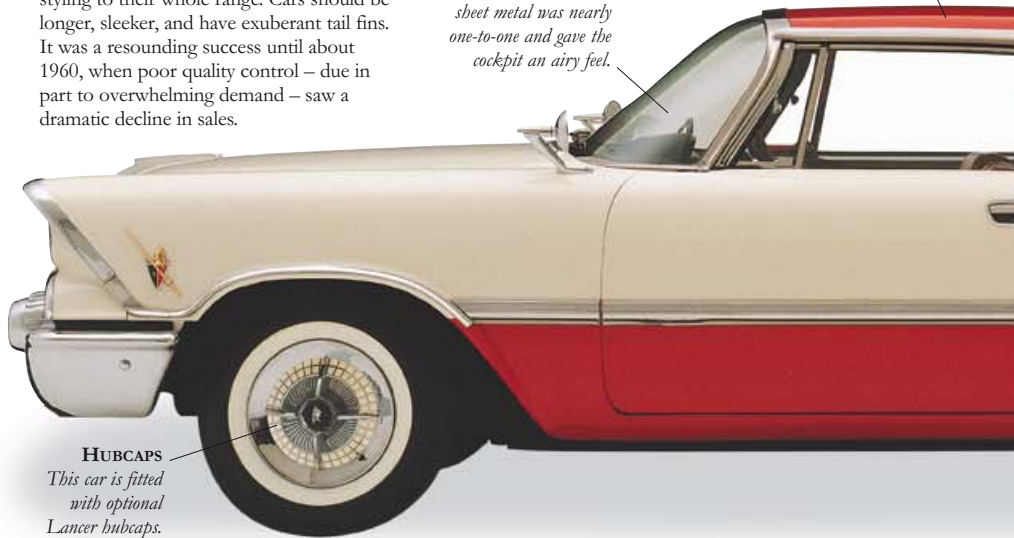 styling to their whole range. Cars should be
longer, sleeker, and have exuberant tail fins.
It was a resounding success until about
1960, when poor quality control – due in
part to overwhelming demand – saw a
dramatic decline in sales.
sheet metal was nearly
one-to-one and gave the
cockpit an airy feel.
HUBCAPS
This car is fitted
with optional
Lancer hubcaps.